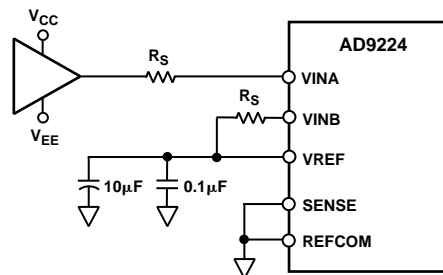 VCC
AD9224
RS
VINA
RS
VINB
VEE
VREF
10µF
0.1µF
SENSE
REFCOM